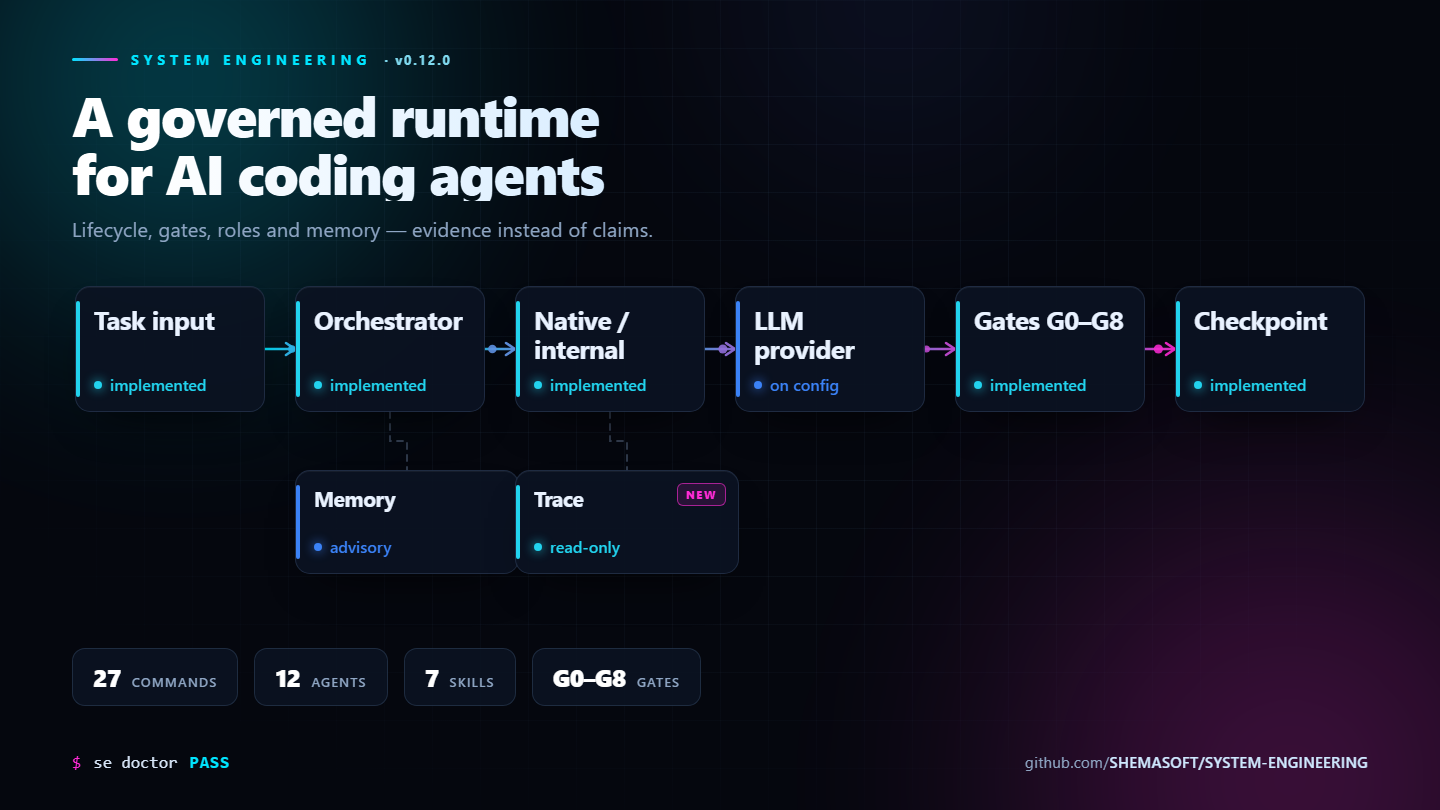 SYSTEM ENGINEERING · v0.12.0
A governed runtime
for AI coding agents
Lifecycle, gates, roles and memory — evidence instead of claims.
Task input
implemented
Orchestrator
implemented
Native /
internal
implemented
LLM
provider
on config
Gates G0–G8
implemented
Checkpoint
implemented
Memory
advisory
Trace
NEW
read-only
27 COMMANDS
12 AGENTS
7 SKILLS
G0–G8 GATES
$ se doctor PASS
github.com/SHEMASOFT/SYSTEM-ENGINEERING